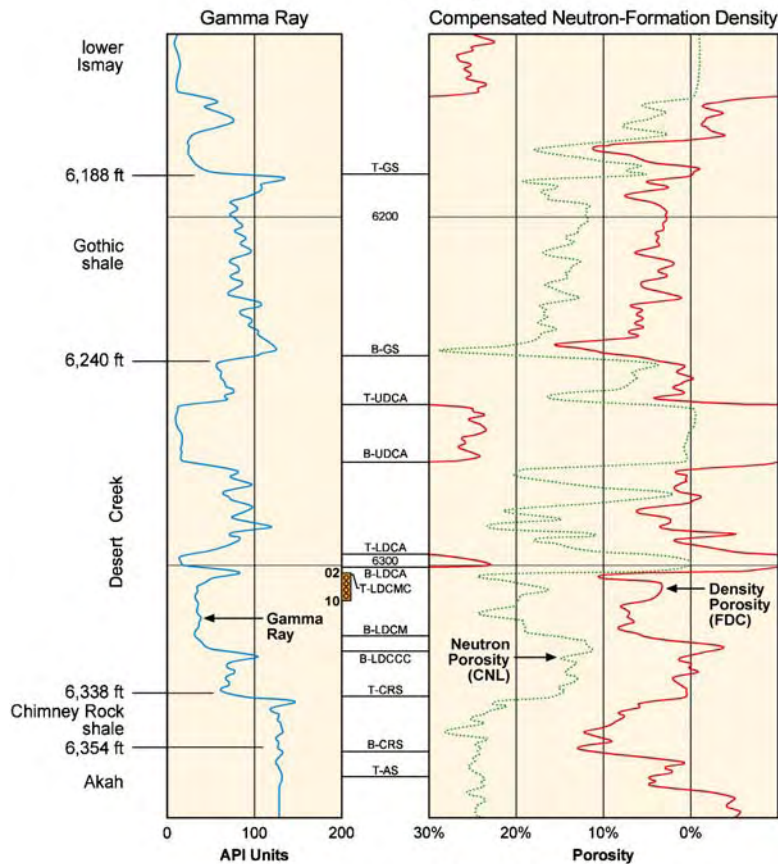 Gamma Ray
Compensated Neutron-Formation Density
lower
Ismay
6,188 ft
T-GS
6200
Gothic
shale
B-GS
6,240 ft
T-UDCA
B-UDCA
Desert Creek
T-LDCA
6300
02
B-LDCA
T-LDCMC
10
Gamma
Ray
Density
Porosity
(FDC)
B-LDCM
B-LDCCC
Neutron
Porosity
(CNL)
6,338 ft
T-CRS
Chimney Rock
shale
6,354 ft
B-CRS
T-AS
Akah
0
100
200
30%
20%
10%
0%
API Units
Porosity